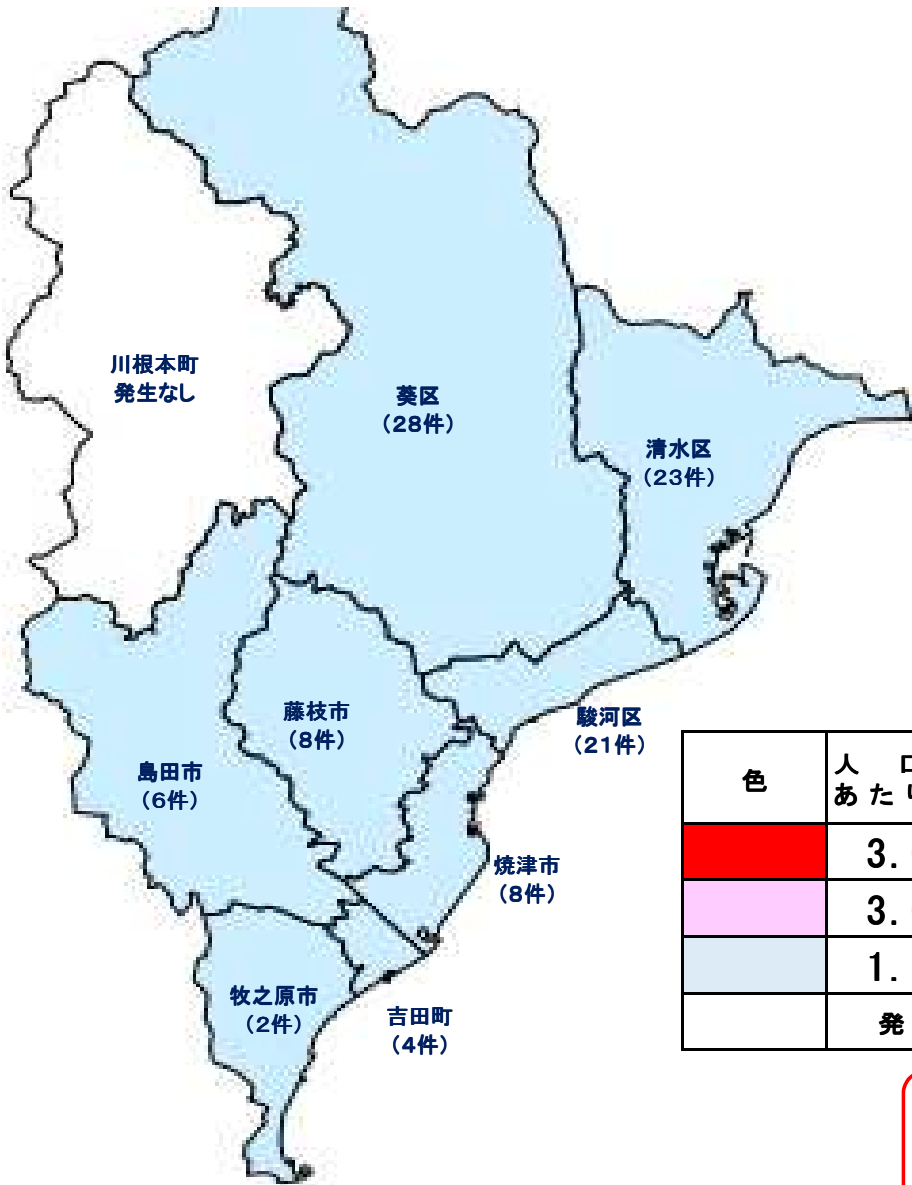 川根本町
発生なし
葵区
(28件)
清水区
(23件)
藤枝市
(8件)
駿河区
(21件)
島田市
(6件)
焼津市
(8件)
牧之原市
(2件)
吉田町
(4件)
色
人 口
あたり
3.
3.
1.
発